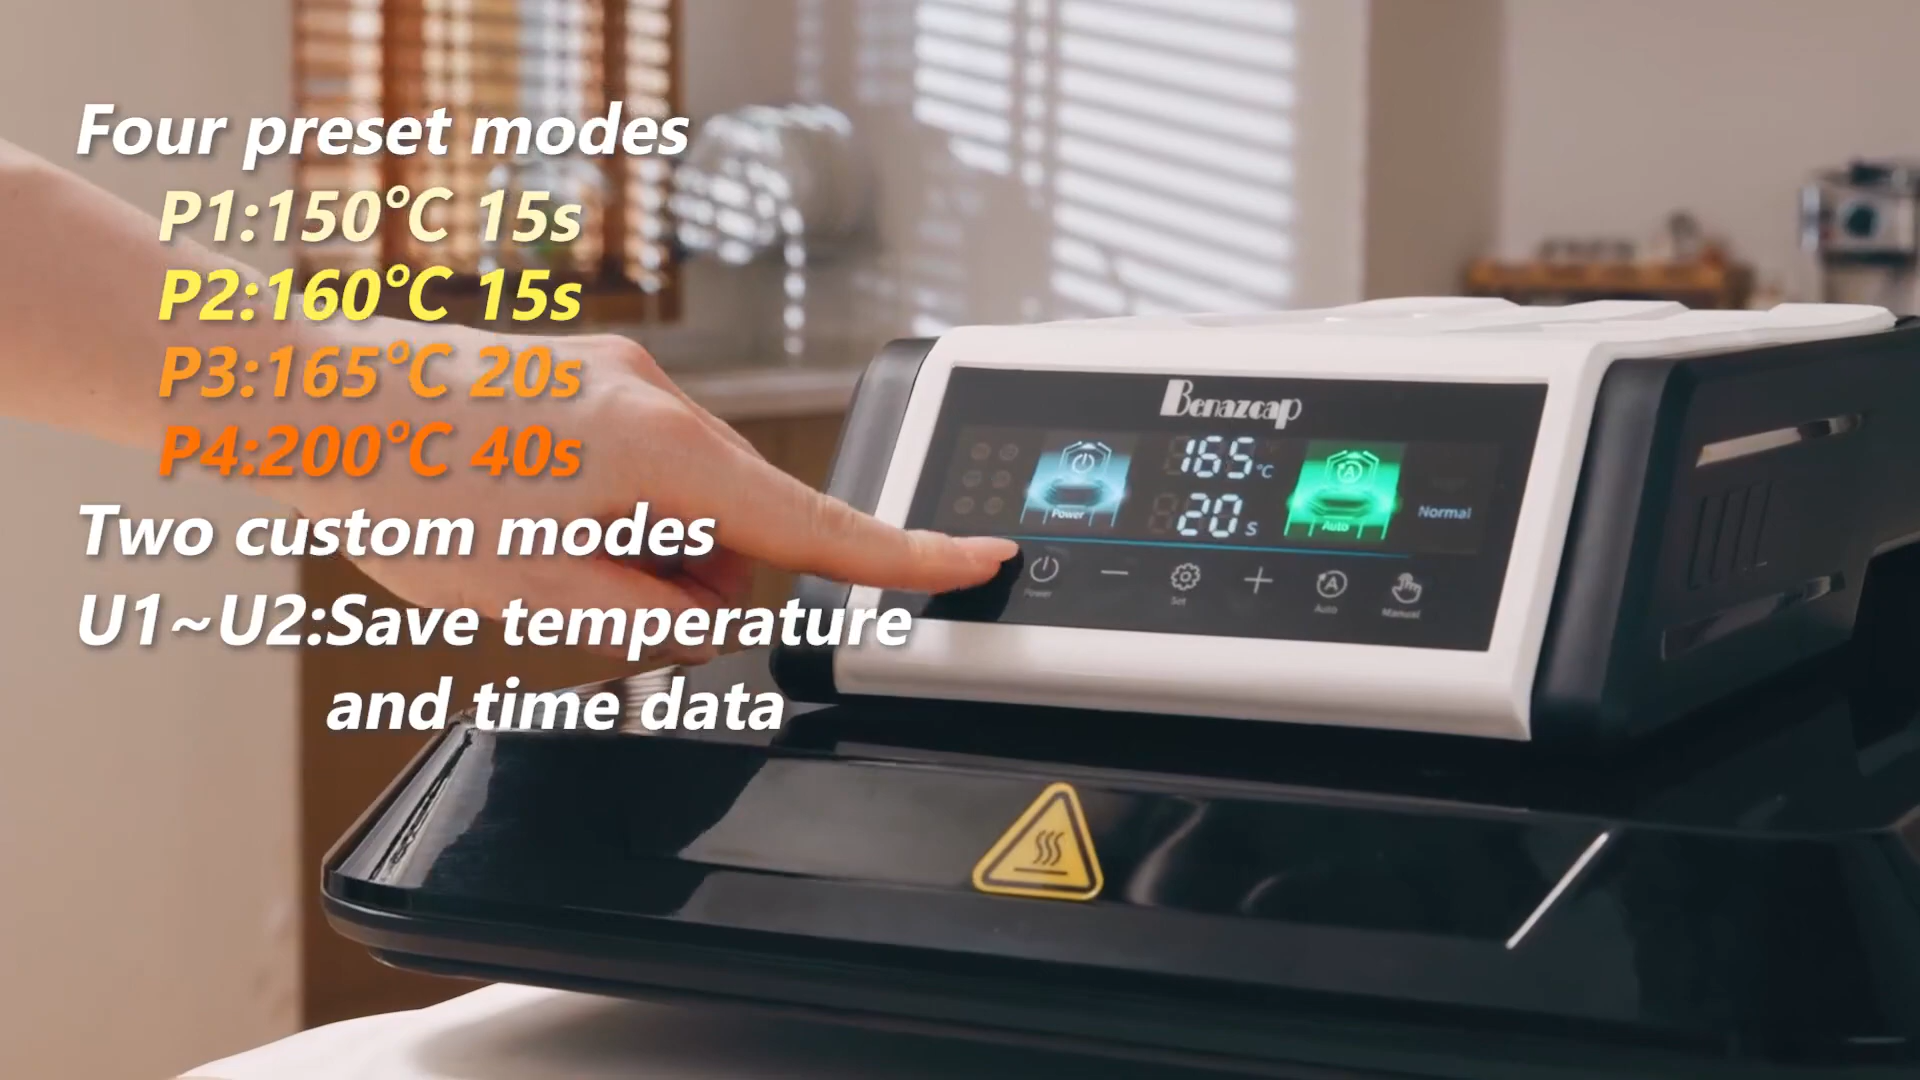 Four preset modes
P1:150°C 15s
P2:160°C 15s
P3:165°C 20s
P4:200°C 40s
Two custom modes
U1~U2:Save temperature
and time data
Benazcap
165°C
20 s
Power
Auto
Normal
Power
Set
Auto
Manual